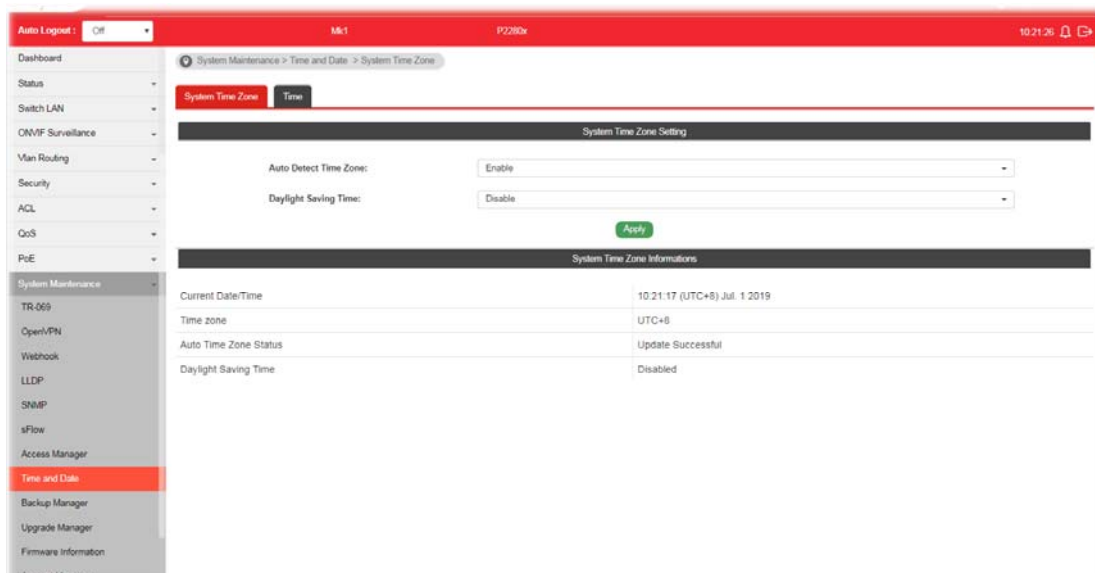 Auto Logout : Off Mk1 P2280x 10:21:26
Dashboard
Status
Switch LAN
ONVIF Surveillance
Vlan Routing
Security
ACL
QoS
PoE
System Maintenance
TR-069
OpenVPN
Webhook
LLDP
SNMP
sFlow
Access Manager
Time and Date
Backup Manager
Upgrade Manager
Firmware Information
System Maintenance > Time and Date > System Time Zone
System Time Zone Time
System Time Zone Setting
Auto Detect Time Zone: Enable
Daylight Saving Time: Disable
Apply
System Time Zone Informations
Current Date/Time 10:21:17 (UTC+8) Jul. 1 2019
Time zone UTC+8
Auto Time Zone Status Update Successful
Daylight Saving Time Disabled